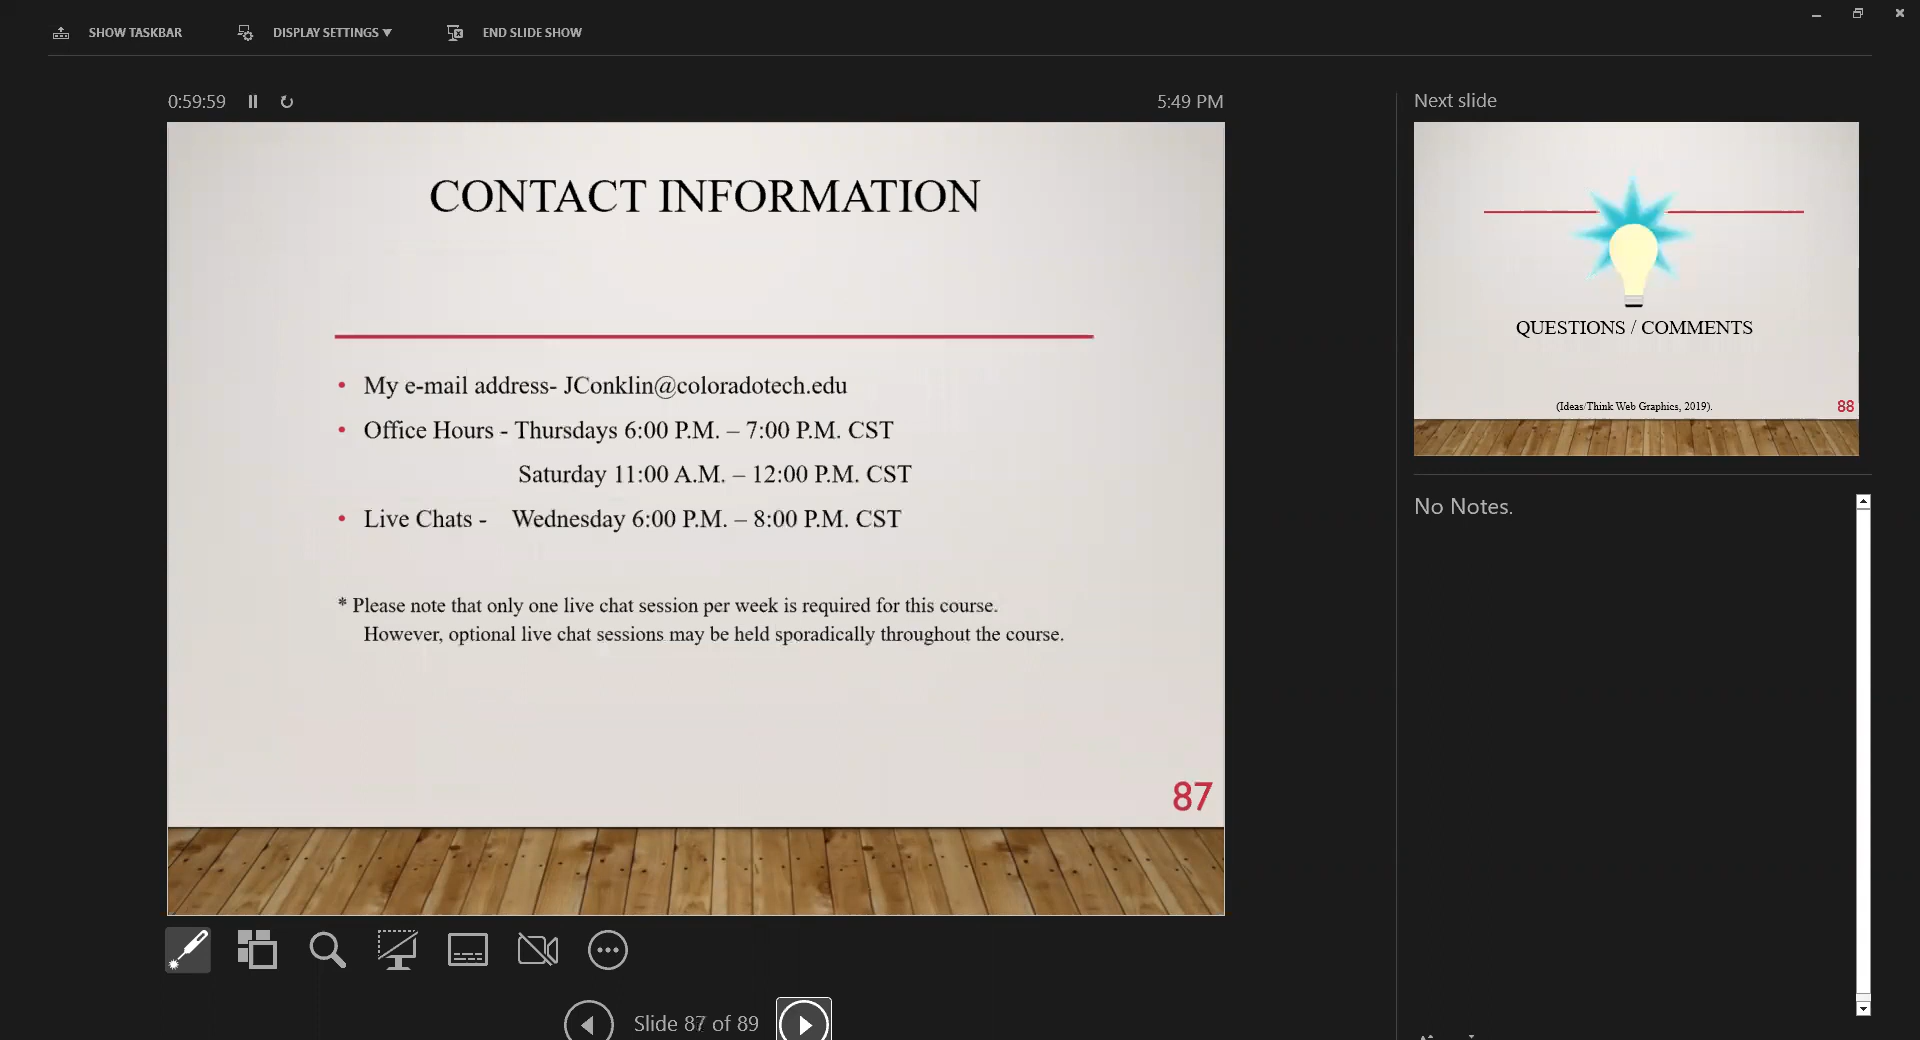 SHOW TASKBAR
DISPLAY SETTINGS ▼
END SLIDE SHOW
0:59:59
5:49 PM
CONTACT INFORMATION
• My e-mail address- JConklin@coloradotech.edu
• Office Hours - Thursdays 6:00 P.M. – 7:00 P.M. CST
Saturday 11:00 A.M. – 12:00 P.M. CST
• Live Chats - Wednesday 6:00 P.M. – 8:00 P.M. CST
* Please note that only one live chat session per week is required for this course.
However, optional live chat sessions may be held sporadically throughout the course.
87
Slide 87 of 89
Next slide
QUESTIONS / COMMENTS
(Ideas/Think Web Graphics, 2019).
88
No Notes.